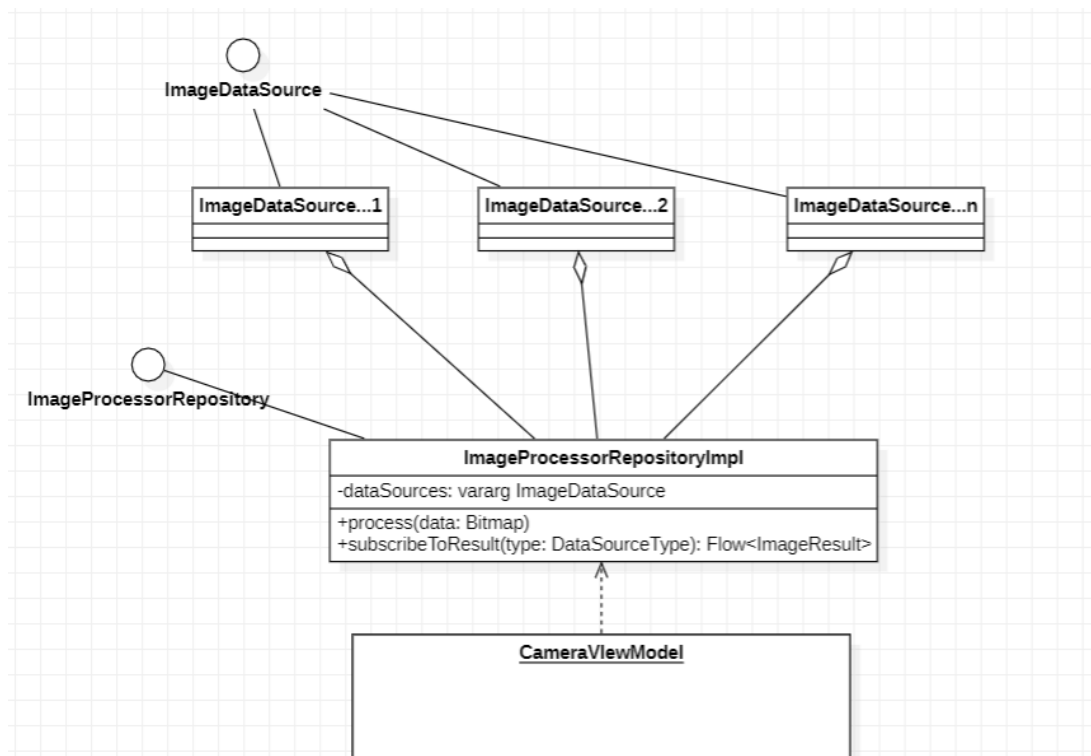 ImageDataSource
ImageDataSource...1
ImageDataSource...2
ImageDataSource...n
ImageProcessorRepository
ImageProcessorRepositoryImpl
-dataSources: vararg ImageDataSource
+process(data: Bitmap)
+subscribeToResult(type: DataSourceType): Flow<ImageResult>
CameraVIewModel